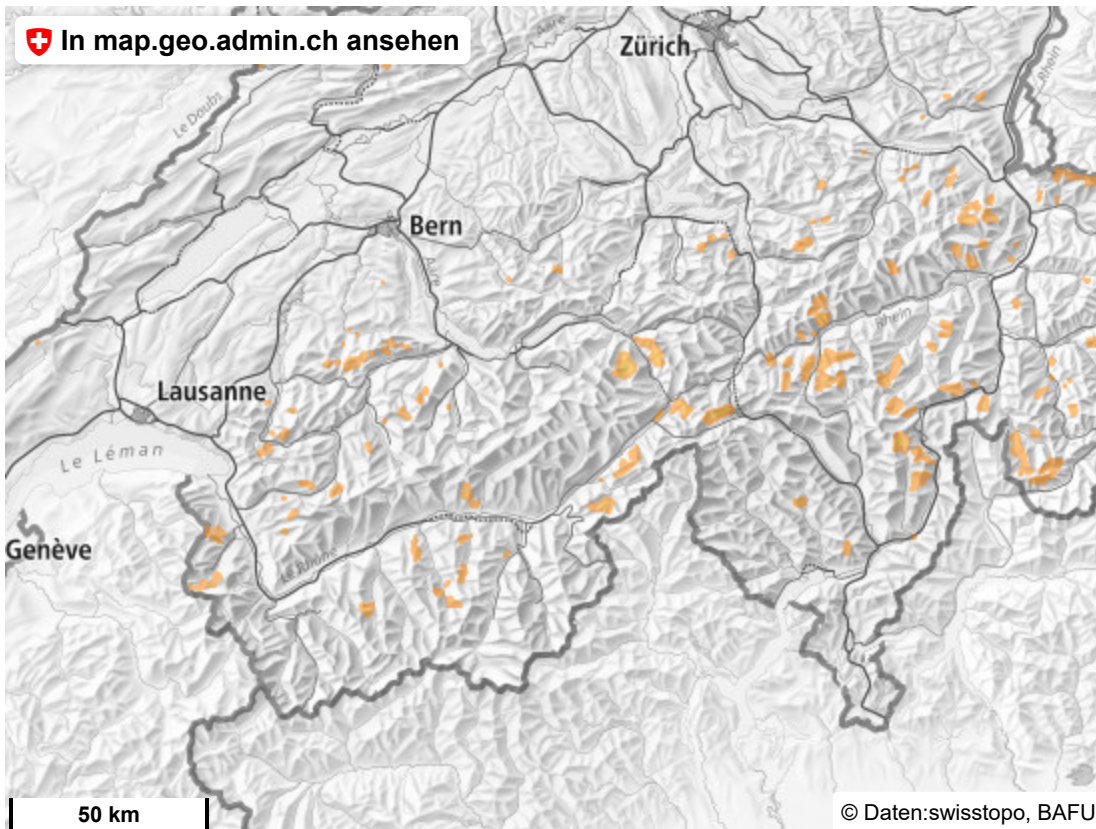 In map.geo.admin.ch ansehen
Zürich
Aare
Rhein
Le Doubs
Bern
Aare
Rhein
Lausanne
Le Léman
Genève
Le Rhône
50 km
© Daten:swisstopo, BAFU